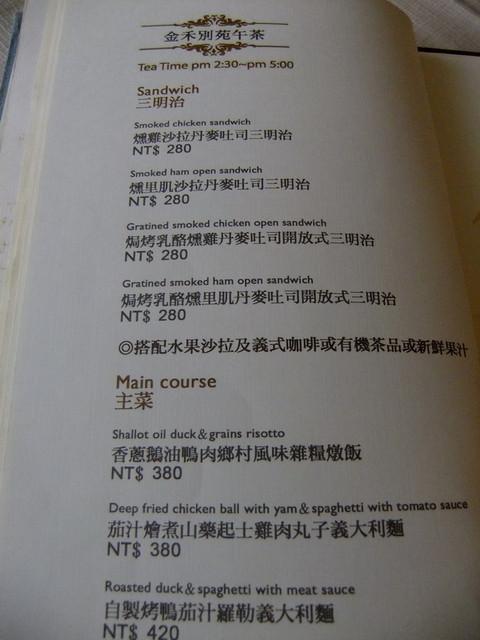 金禾別苑午茶
Tea Time pm 2:30~pm 5:00
Sandwich
三明治
Smoked chicken sandwich
燻雞沙拉丹麥吐司三明治
NT$ 280
Smoked ham open sandwich
燻里肌沙拉丹麥吐司三明治
NT$ 280
Gratined smoked chicken open sandwich
焗烤乳酪燻雞丹麥吐司開放式三明治
NT$ 280
Gratined smoked ham open sandwich
焗烤乳酪燻里肌丹麥吐司開放式三明治
NT$ 280
◎搭配水果沙拉及義式咖啡或有機茶品或新鮮果汁
Main course
主菜
Shallot oil duck&grains risotto
香蔥鵝油鴨肉鄉村風味雜糧燉飯
NT$ 380
Deep fried chicken ball with yam&spaghetti with tomato sauce
茄汁燴煮山藥起士雞肉丸子義大利麵
NT$ 380
Roasted duck&spaghetti with meat sauce
自製烤鴨茄汁羅勒義大利麵
NT$ 420